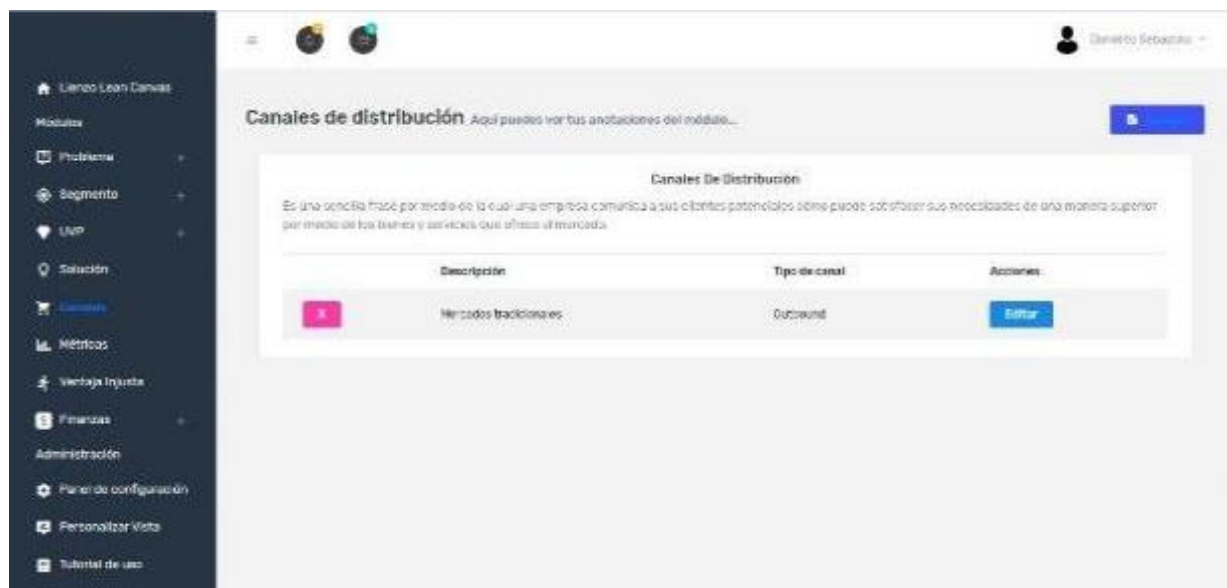 Lienzo Lean Canvas
Módulos
Problema
Segmento
UVP
Solución
Canales
Métricas
Ventaja Injusta
Finanzas
Administración
Panel de configuración
Personalizar Vista
Tutorial de uso
Sebastián
Canales de distribución Aquí puedes ver tus anotaciones del módulo...
Canales De Distribución
Es una sencilla frase por medio de la cual una empresa comunica a sus clientes potenciales cómo puede satisfacer sus necesidades de una manera superior
por medio de los bienes y servicios que ofrece al mercado.
Descripción Tipo de canal Acciones
X Mercados tradicionales Outbound Editar